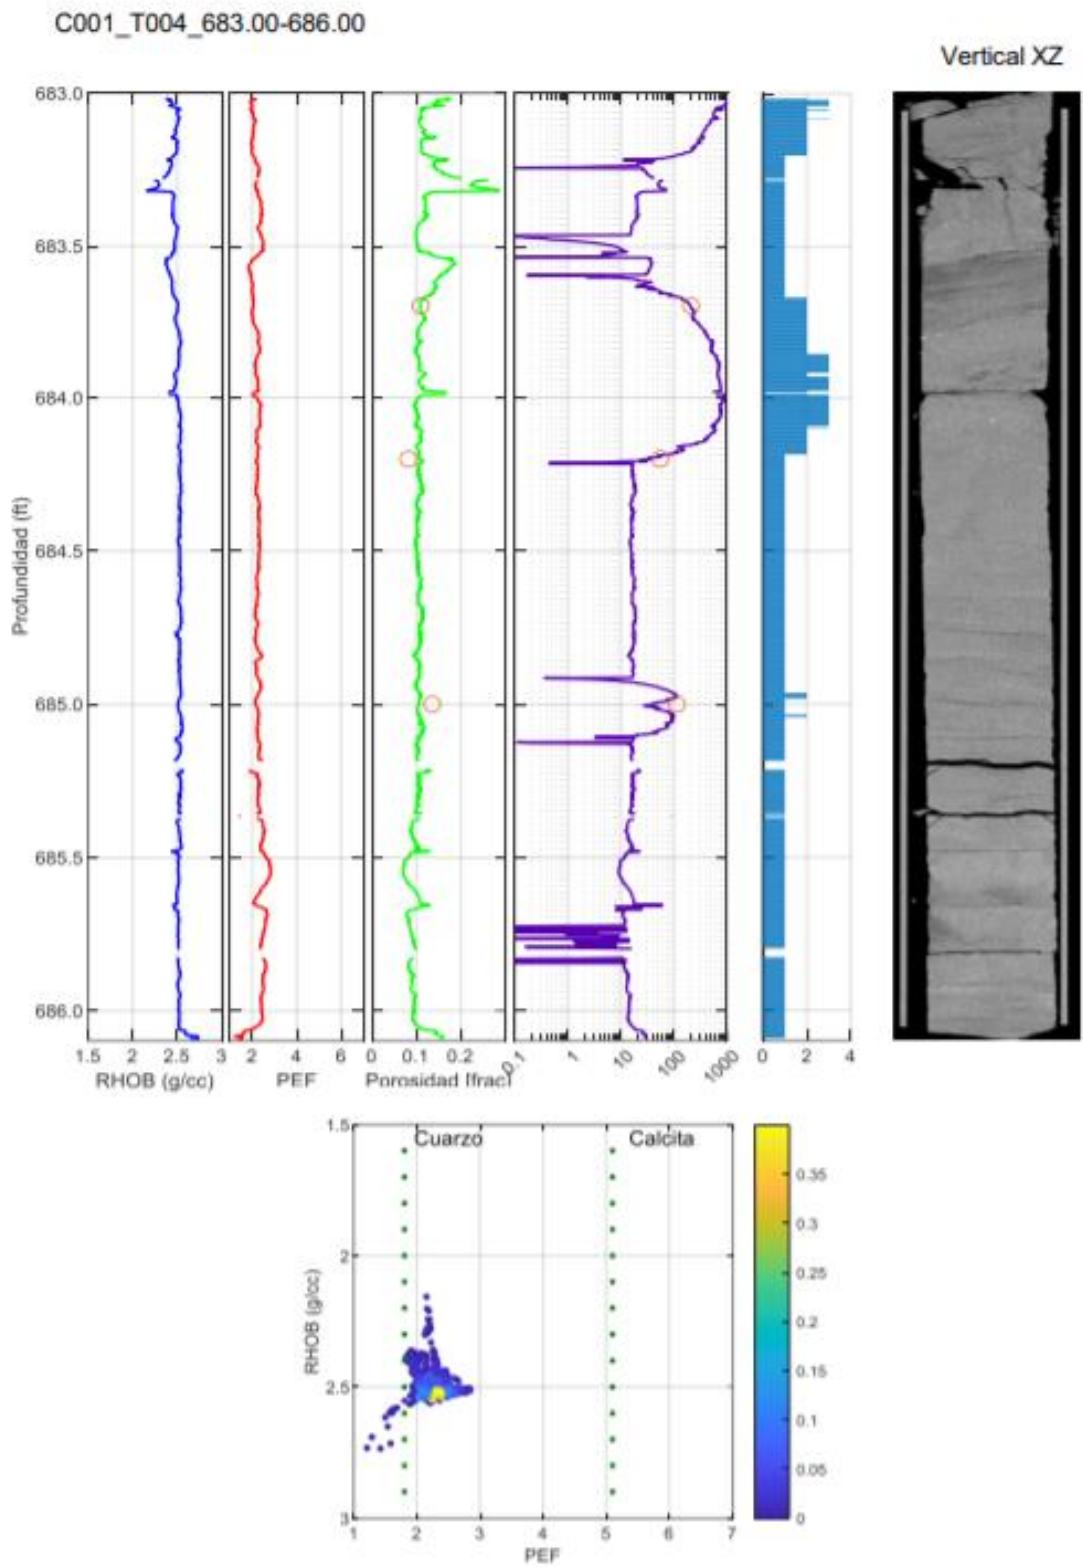 C001_T004_683.00-686.00
Vertical XZ
683.0
683.5
684.0
684.5
685.0
685.5
686.0
Profundidad (ft)
1.5 2 2.5 3 2 4 6 0 0.1 0.2 0.1 1 10 100 1000 0 2 4
RHOB (g/cc) PEF Porosidad [frac]
Cuarzo Calcita
1.5
2
2.5
3
RHOB (g/cc)
1 2 3 4 5 6 7
PEF
0.35
0.3
0.25
0.2
0.15
0.1
0.05
0